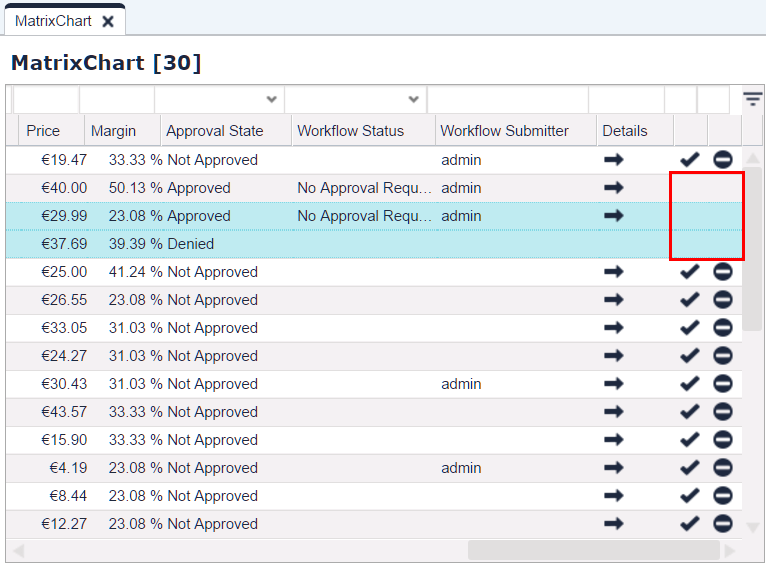 MatrixChart
MatrixChart [30]
Price Margin Approval State Workflow Status Workflow Submitter Details
€19.47 33.33 % Not Approved admin
€40.00 50.13 % Approved No Approval Requ... admin
€29.99 23.08 % Approved No Approval Requ... admin
€37.69 39.39 % Denied
€25.00 41.24 % Not Approved
€26.55 23.08 % Not Approved
€33.05 31.03 % Not Approved
€24.27 31.03 % Not Approved
€30.43 31.03 % Not Approved admin
€43.57 33.33 % Not Approved
€15.90 33.33 % Not Approved
€4.19 23.08 % Not Approved admin
€8.44 23.08 % Not Approved
€12.27 23.08 % Not Approved